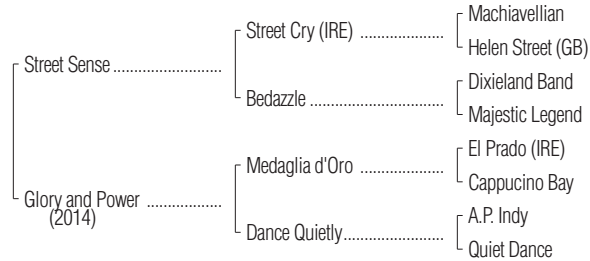 Machiavellian
Street Cry (IRE) ....................
Helen Street (GB)
Street Sense ..........................
Dixieland Band
Bedazzle ................................
Majestic Legend
El Prado (IRE)
Medaglia d'Oro ....................
Cappucino Bay
Glory and Power ..................
(2014)
A.P. Indy
Dance Quietly........................
Quiet Dance